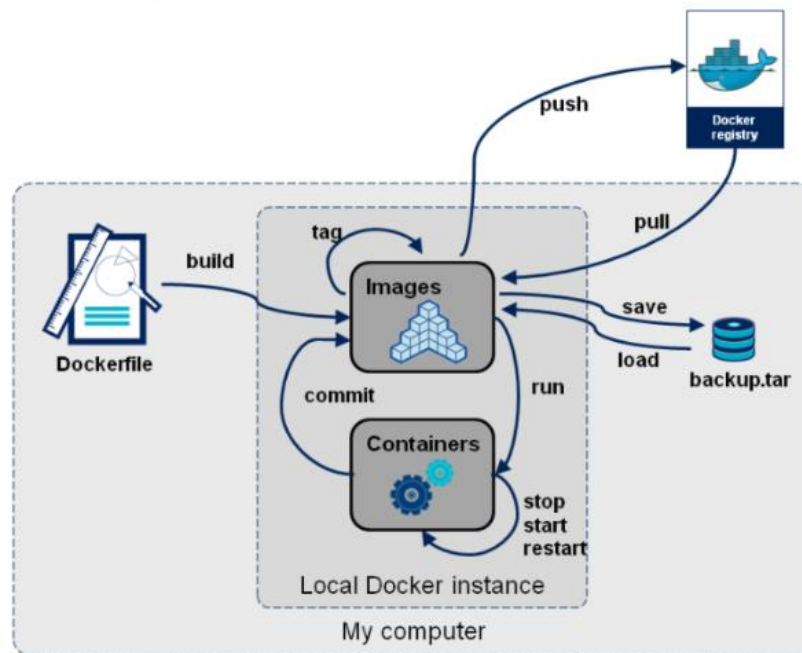 push
Docker
registry
pull
tag
build
Images
save
load
Dockerfile
backup.tar
commit
run
Containers
stop
start
restart
Local Docker instance
My computer